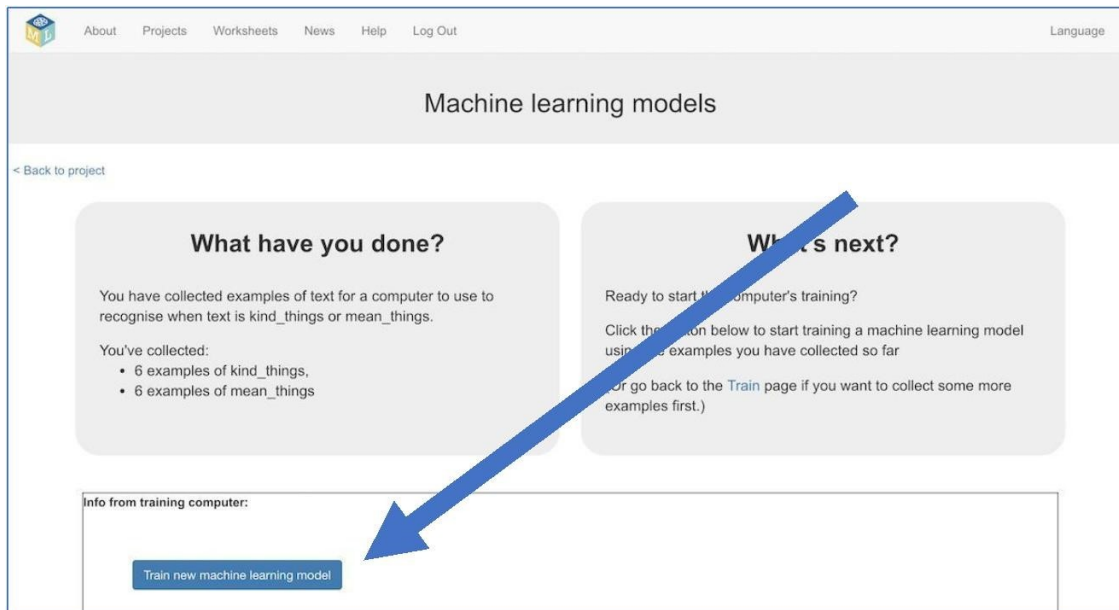 About Projects Worksheets News Help Log Out Language
Machine learning models
< Back to project
What have you done?
You have collected examples of text for a computer to use to
recognise when text is kind_things or mean_things.
You've collected:
• 6 examples of kind_things,
• 6 examples of mean_things
What's next?
Ready to start computer's training?
Click the below to start training a machine learning model
examples you have collected so far
Or go back to the Train page if you want to collect some more
examples first.)
Info from training computer:
Train new machine learning model